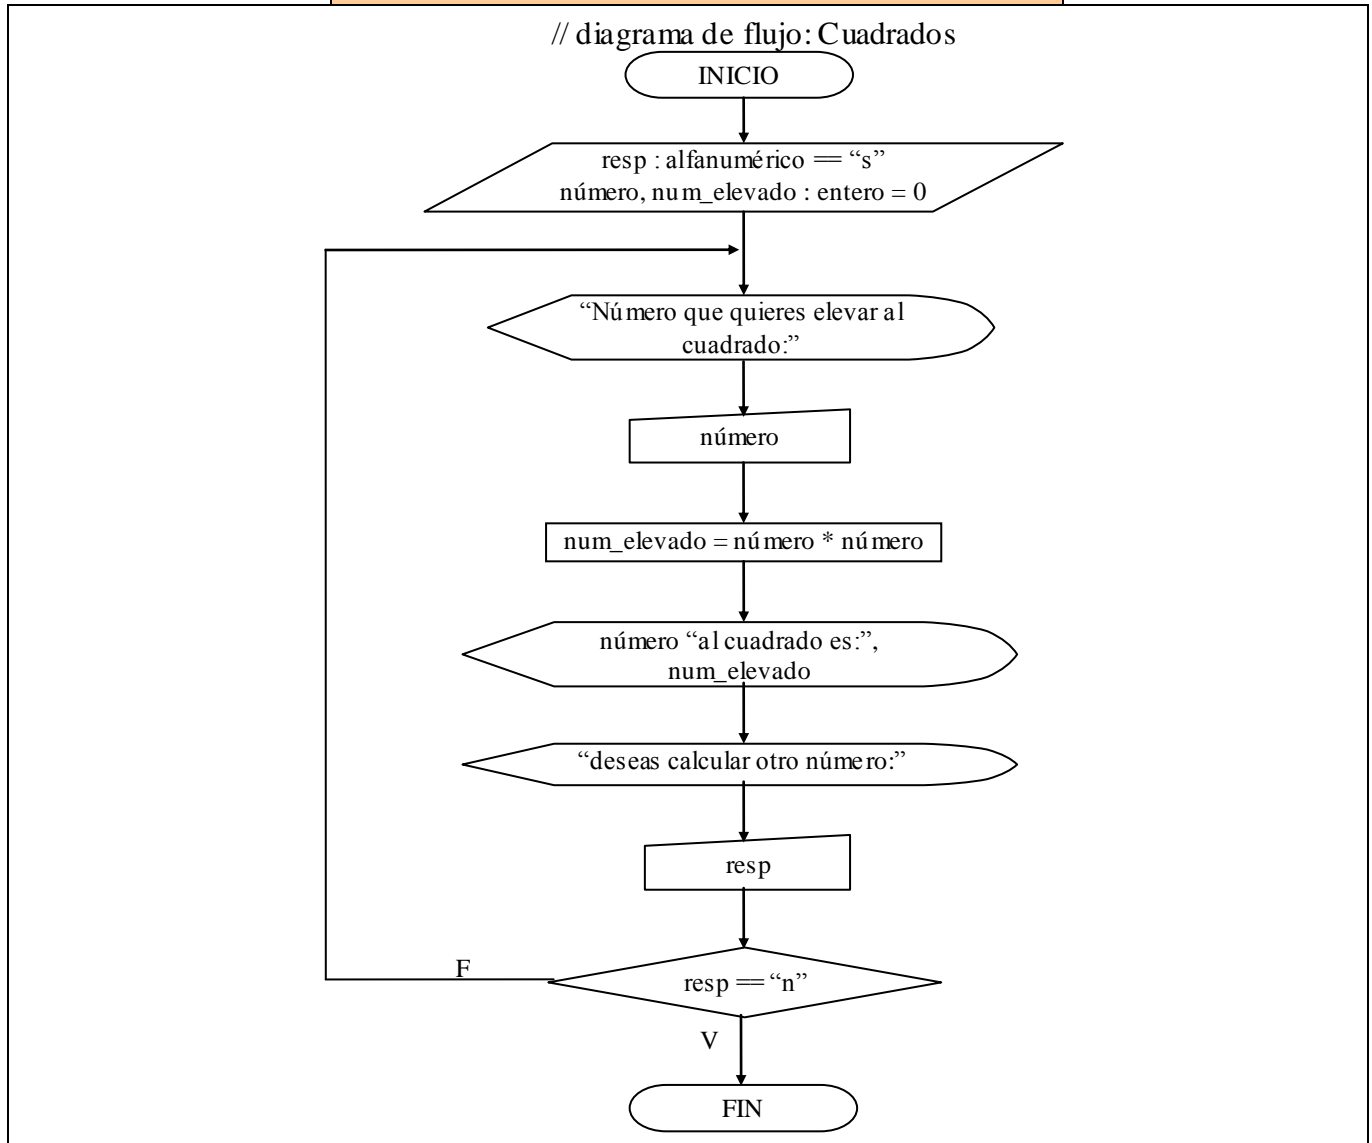 // diagrama de flujo: Cuadrados
INICIO
resp : alfanumérico == “s”
número, num_elevado : entero = 0
“Número que quieres elevar al
cuadrado:”
número
num_elevado = número * número
número “al cuadrado es:”,
num_elevado
“deseas calcular otro número:”
resp
F
resp == “n”
V
FIN